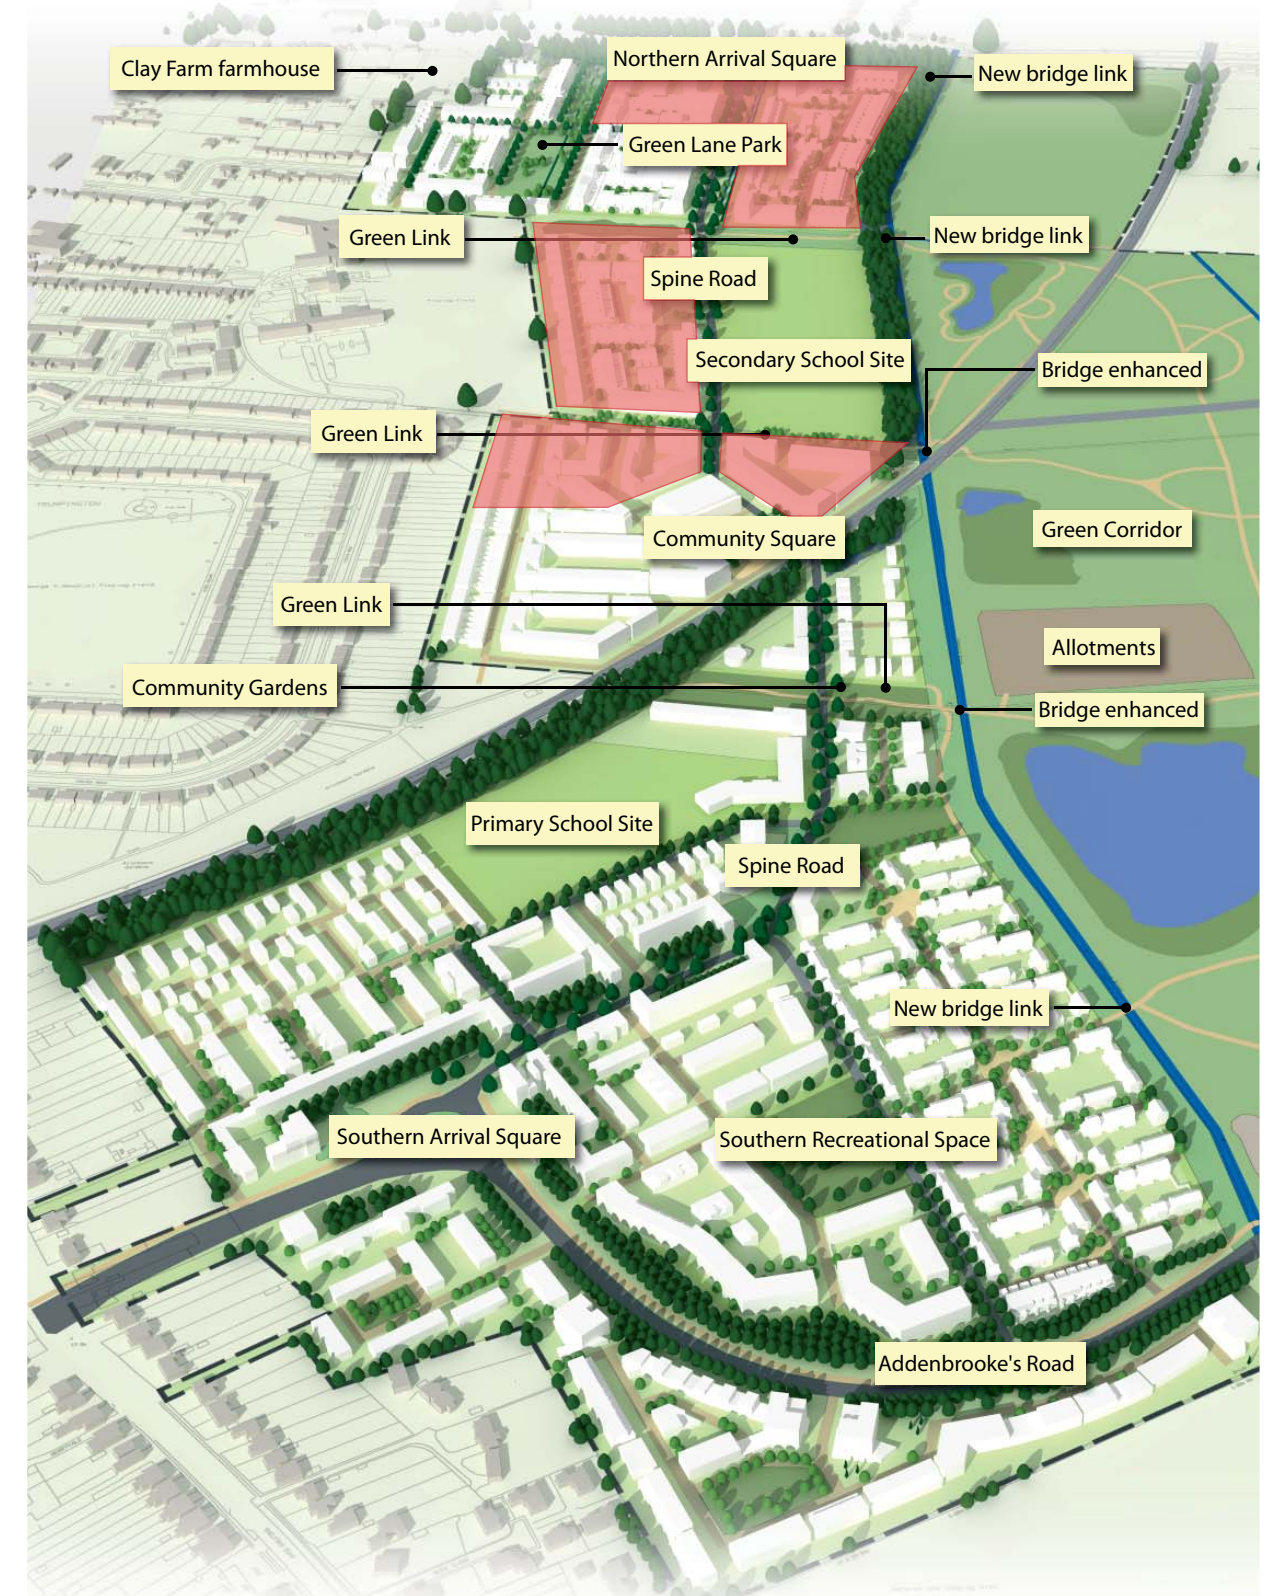 Northern Arrival Square
Clay Farm farmhouse
New bridge link
Green Lane Park
Green Link
New bridge link
Spine Road
Secondary School Site
Bridge enhanced
Green Link
TRUMPINGTON
Green Corridor
Community Square
Green Link
Allotments
Community Gardens
Bridge enhanced
Primary School Site
Spine Road
New bridge link
Southern Arrival Square
Southern Recreational Space
Addenbrooke's Road